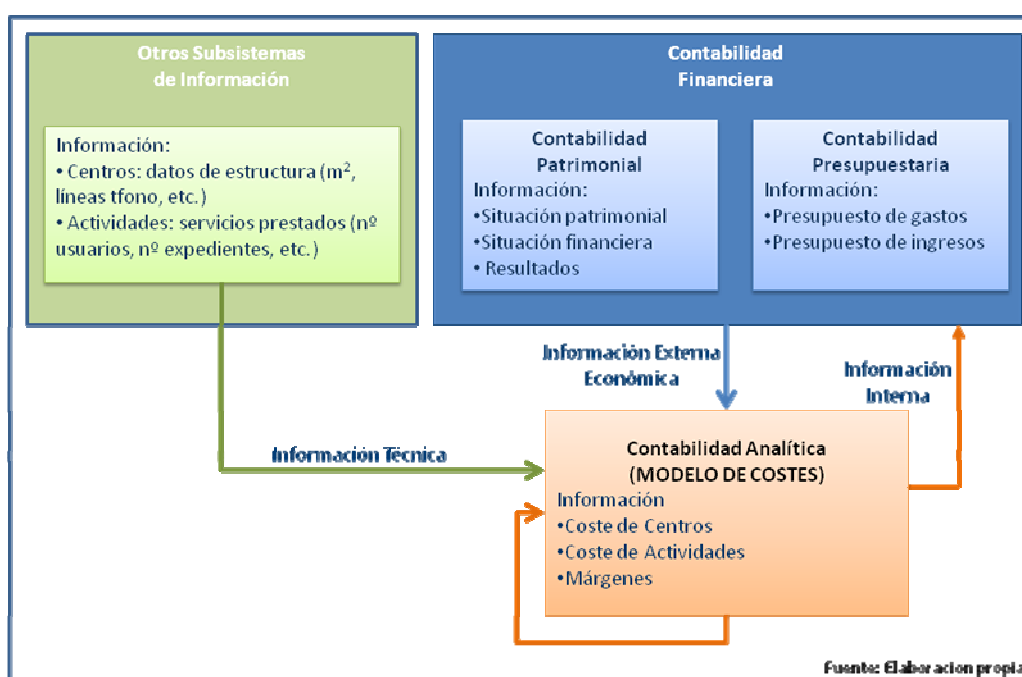 Otros Subsistemas
de Información
Información:
• Centros: datos de estructura (m²,
líneas tfono, etc.)
• Actividades: servicios prestados (nº
usuarios, nº expedientes, etc.)
Contabilidad
Financiera
Contabilidad
Patrimonial
Información:
•Situación patrimonial
•Situación financiera
• Resultados
Contabilidad
Presupuestaria
Información:
•Presupuesto de gastos
•Presupuesto de ingresos
Información Externa
Económica
Información
Interna
Información Técnica
Contabilidad Analítica
(MODELO DE COSTES)
Información
•Coste de Centros
•Coste de Actividades
•Márgenes
Fuente: Elaboracion propia